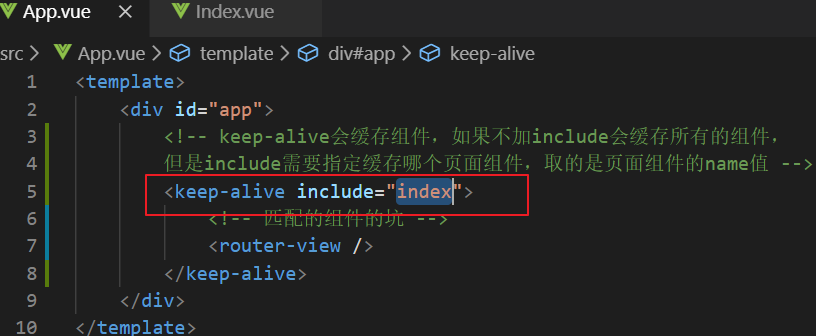 App.vue Index.vue
src > App.vue > template > div#app > keep-alive
1 <template>
2 <div id="app">
3 <!-- keep-alive会缓存组件，如果不加include会缓存所有的组件，
4 但是include需要指定缓存哪个页面组件，取的是页面组件的name值 -->
5 <keep-alive include="index">
6 <!-- 匹配的组件的坑 -->
7 <router-view />
8 </keep-alive>
9 </div>
10 </template>